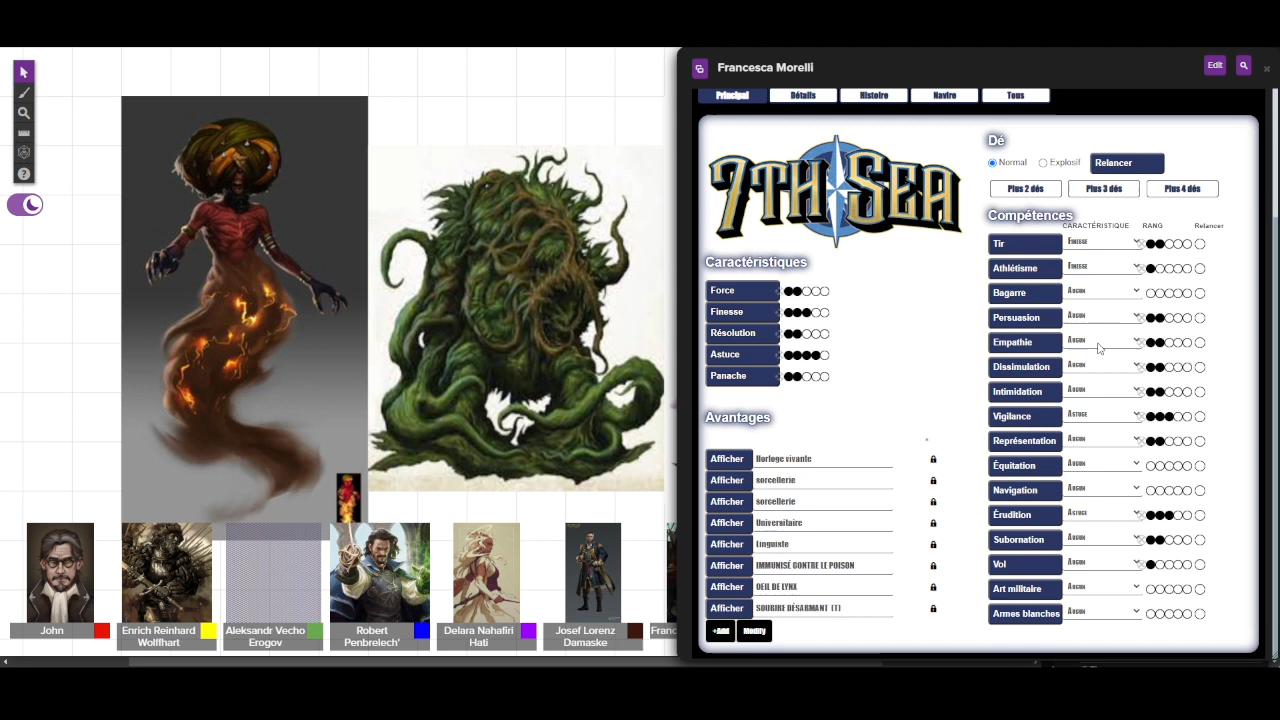 Francesca Morelli
Edit
Principal
Détails
Histoire
Navire
Tous
7TH SEA
Caractéristiques
Force
Finesse
Résolution
Astuce
Panache
Avantages
Afficher Horloge vivante
Afficher sorcellerie
Afficher sorcellerie
Afficher Universitaire
Afficher Linguiste
Afficher IMMUNISÉ CONTRE LE POISON
Afficher OEIL DE LYNX
Afficher SOURIRE DÉSARMANT (T)
+Add
Modify
Dé
Normal
Explosif
Relancer
Plus 2 dés
Plus 3 dés
Plus 4 dés
Compétences
CARACTÉRISTIQUE RANG Relancer
Tir Finesse
Athlétisme Finesse
Bagarre Aucun
Persuasion Aucun
Empathie Aucun
Dissimulation Aucun
Intimidation Aucun
Vigilance Astuce
Représentation Aucun
Équitation Aucun
Navigation Aucun
Érudition Astuce
Subornation Aucun
Vol Aucun
Art militaire Aucun
Armes blanches Aucun
John
Enrich Reinhard
Wolffhart
Aleksandr Vecho
Erogov
Robert
Penbrelech'
Delara Nahafiri
Hati
Josef Lorenz
Damaske
Franc